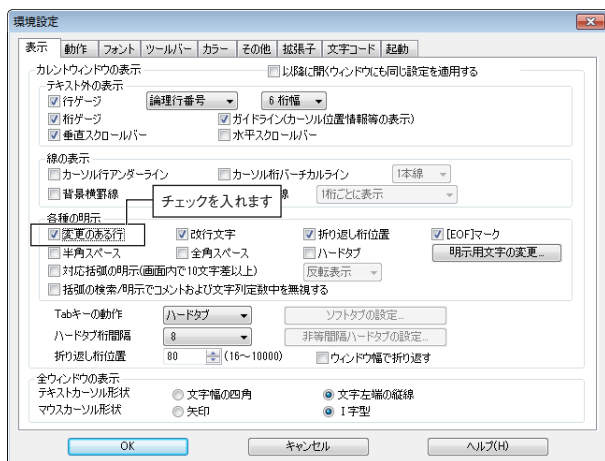 環境設定
表示 動作 フォント ツールバー カラー その他 拡張子 文字コード 起動
カレントウィンドウの表示 以降に開くウィンドウにも同じ設定を適用する
テキスト外の表示
行ゲージ 論理行番号 6 桁幅
桁ゲージ ガイドライン(カーソル位置情報等の表示)
垂直スクロールバー 水平スクロールバー
線の表示
カーソル行アンダーライン カーソル桁バーチカルライン 1本線
背景横罫線 線 1桁ごとに表示
チェックを入れます
各種の明示
変更のある行 改行文字 折り返し桁位置 [EOF]マーク
半角スペース 全角スペース ハードタブ 明示用文字の変更...
対応括弧の明示(画面内で10文字差以上) 反転表示
括弧の検索/明示でコメントおよび文字列定数中を無視する
Tabキーの動作 ハードタブ ソフトタブの設定...
ハードタブ桁間隔 8 非等間隔ハードタブの設定...
折り返し桁位置 80 (16～10000) ウィンドウ幅で折り返す
全ウィンドウの表示
テキストカーソル形状 文字幅の四角 文字左端の縦線
マウスカーソル形状 矢印 I 字型
OK キャンセル ヘルプ(H)